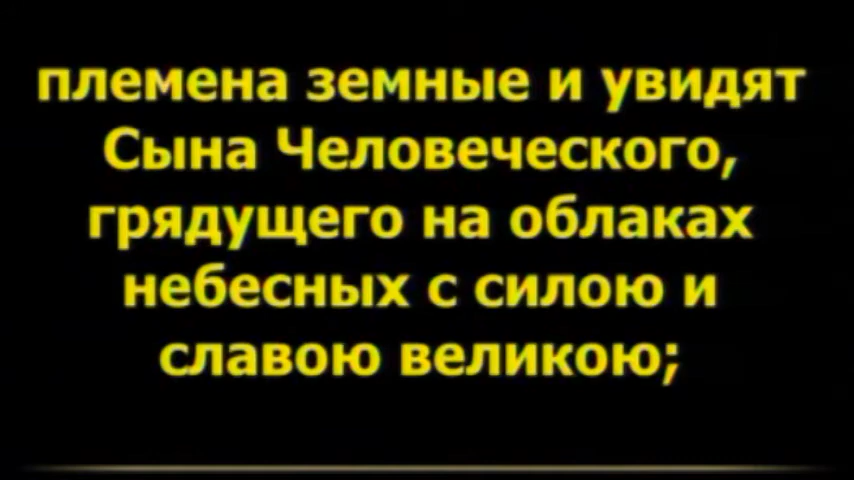 племена земные и увидят
Сына Человеческого,
грядущего на облаках
небесных с силою и
славою великою;